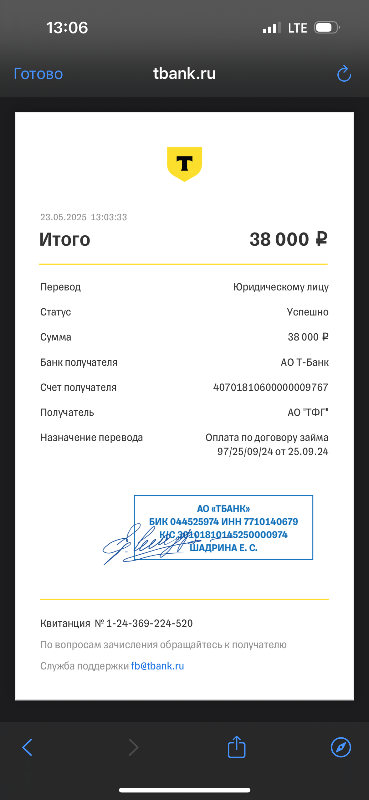 13:06 LTE
Готово tbank.ru
T
23.05.2025 13:03:33
Итого 38 000 ₽
Перевод Юридическому лицу
Статус Успешно
Сумма 38 000 ₽
Банк получателя АО Т-Банк
Счет получателя 40701810600000009767
Получатель АО "ТФГ"
Назначение перевода Оплата по договору займа
97/25/09/24 от 25.09.24
АО «ТБАНК»
БИК 044525974 ИНН 7710140679
К/С 30101810145250000974
ШАДРИНА Е. С.
Квитанция № 1-24-369-224-520
По вопросам зачисления обращайтесь к получателю
Служба поддержки fb@tbank.ru